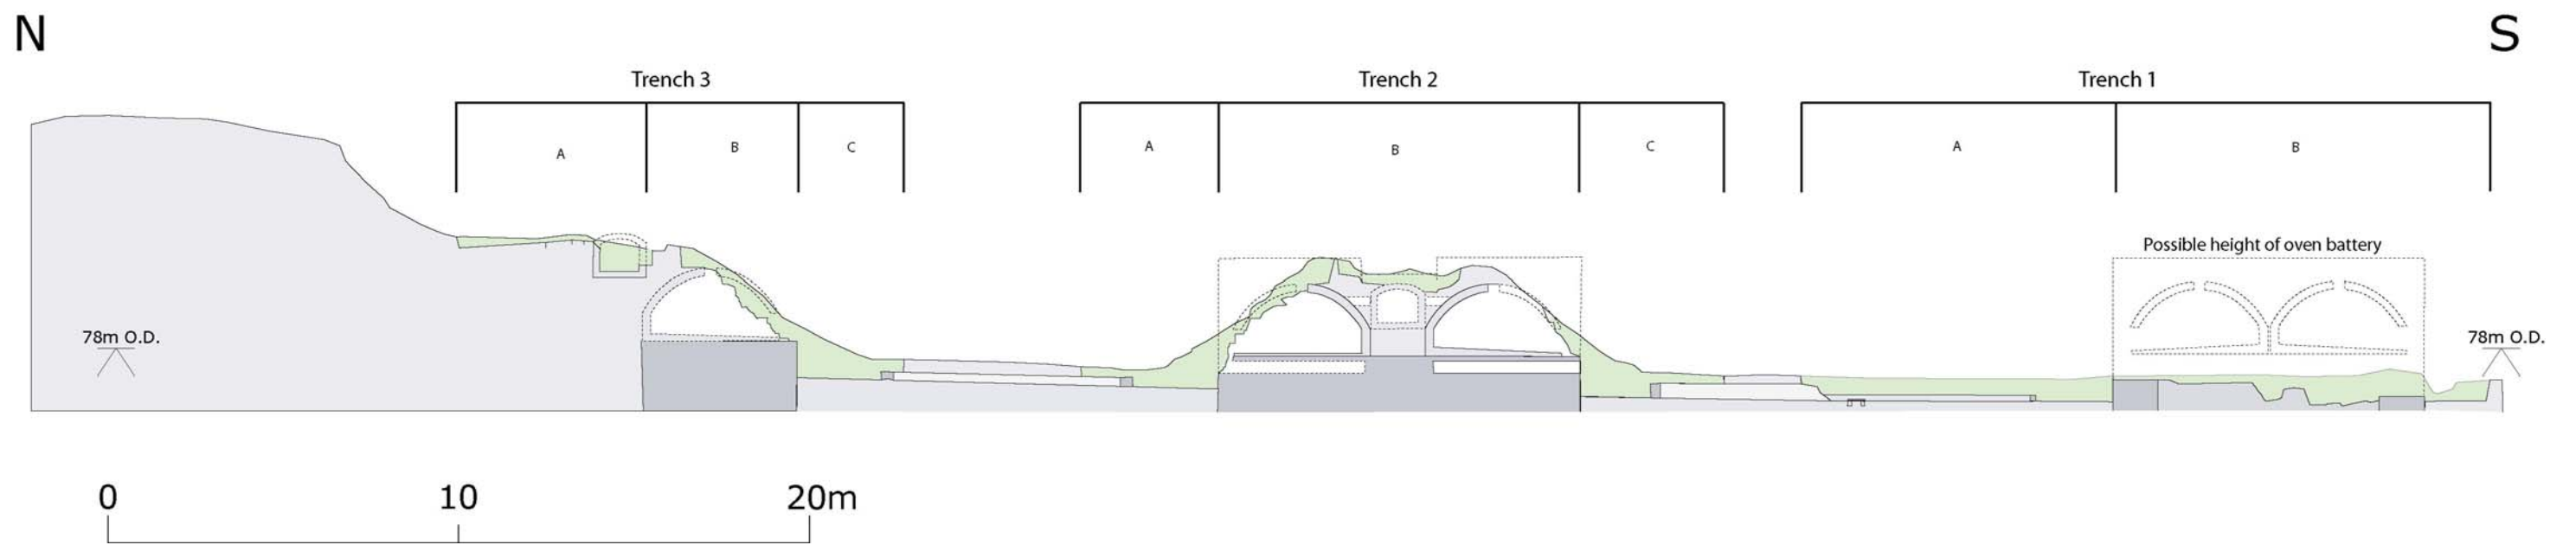 N
S
Trench 3
Trench 2
Trench 1
A
B
C
A
B
C
A
B
Possible height of oven battery
78m O.D.
78m O.D.
0
10
20m